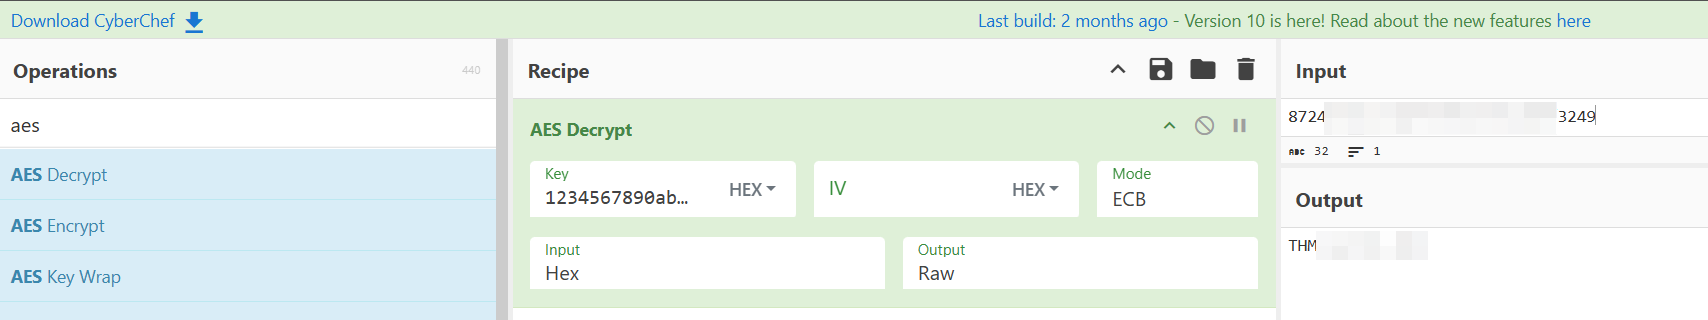 Download CyberChef
Last build: 2 months ago - Version 10 is here! Read about the new features here
Operations
440
aes
AES Decrypt
AES Encrypt
AES Key Wrap
Recipe
AES Decrypt
Key
1234567890ab...
HEX
IV
HEX
Mode
ECB
Input
Hex
Output
Raw
Input
8724
3249
ABC 32
1
Output
THM